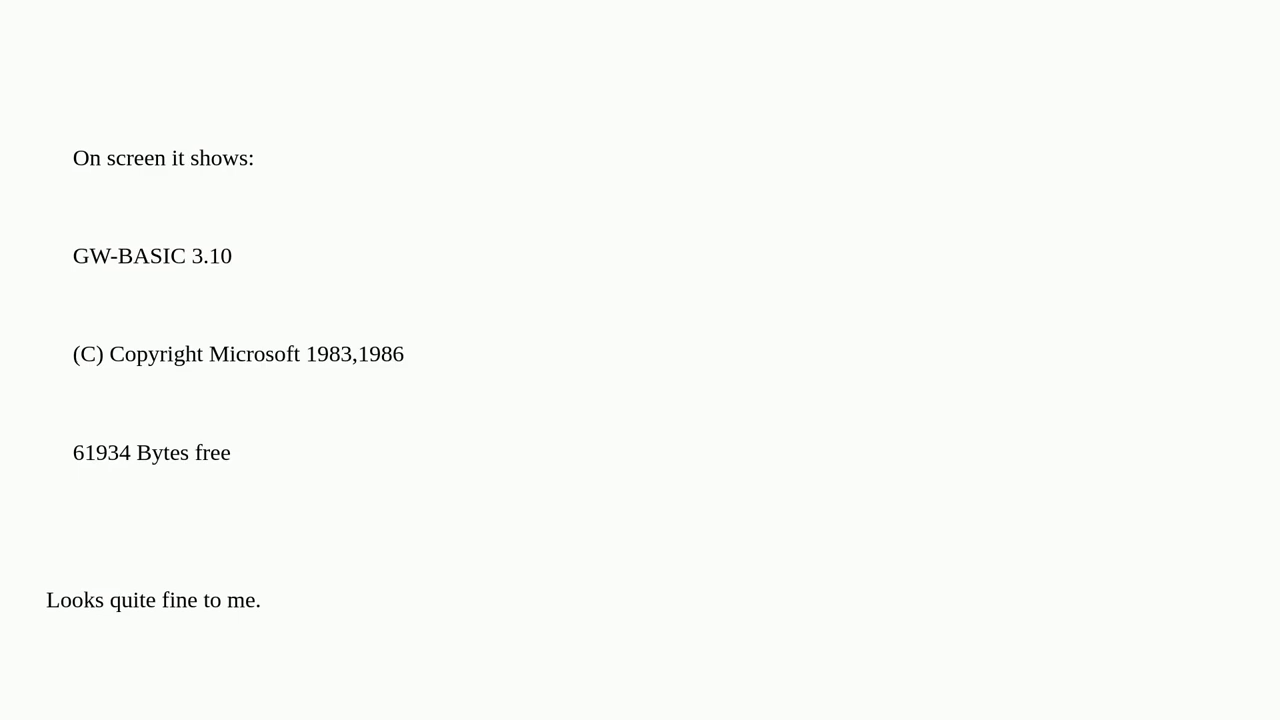 On screen it shows:
GW-BASIC 3.10
(C) Copyright Microsoft 1983,1986
61934 Bytes free
Looks quite fine to me.